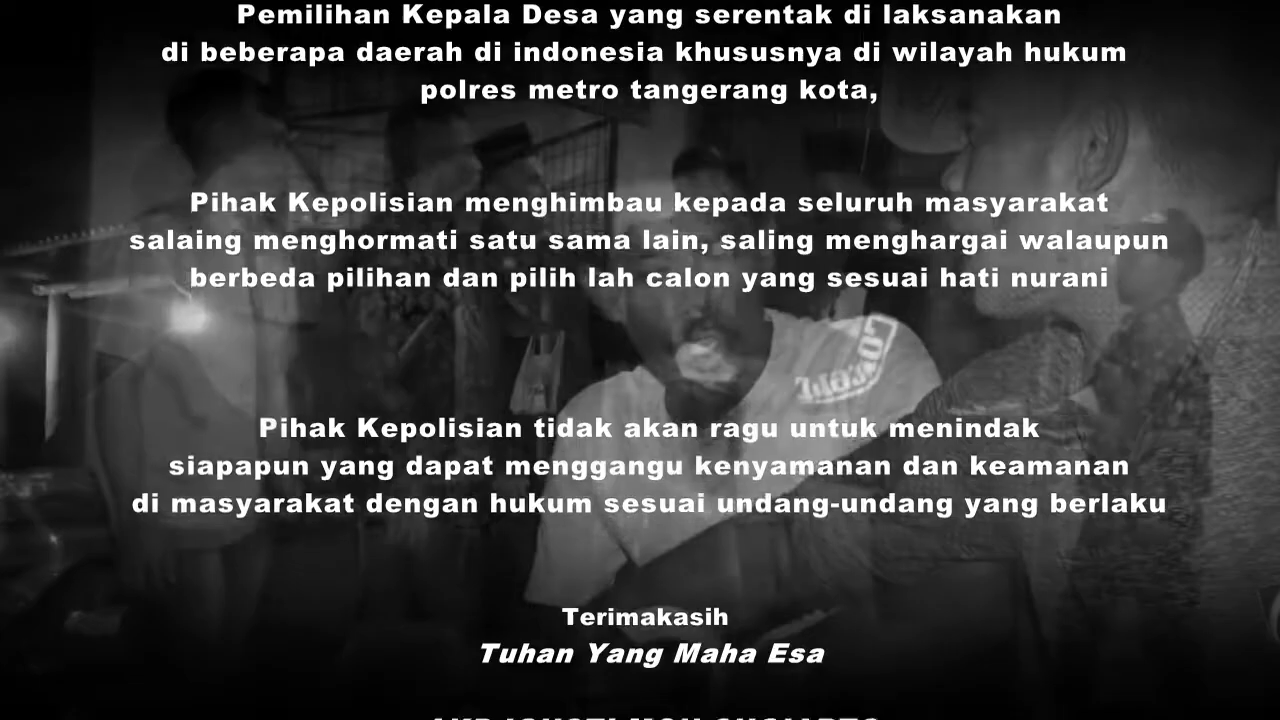 Pemilihan Kepala Desa yang serentak di laksanakan
di beberapa daerah di indonesia khususnya di wilayah hukum
polres metro tangerang kota,
Pihak Kepolisian menghimbau kepada seluruh masyarakat
salaing menghormati satu sama lain, saling menghargai walaupun
berbeda pilihan dan pilih lah calon yang sesuai hati nurani
Pihak Kepolisian tidak akan ragu untuk menindak
siapapun yang dapat menggangu kenyamanan dan keamanan
di masyarakat dengan hukum sesuai undang-undang yang berlaku
Terimakasih
Tuhan Yang Maha Esa